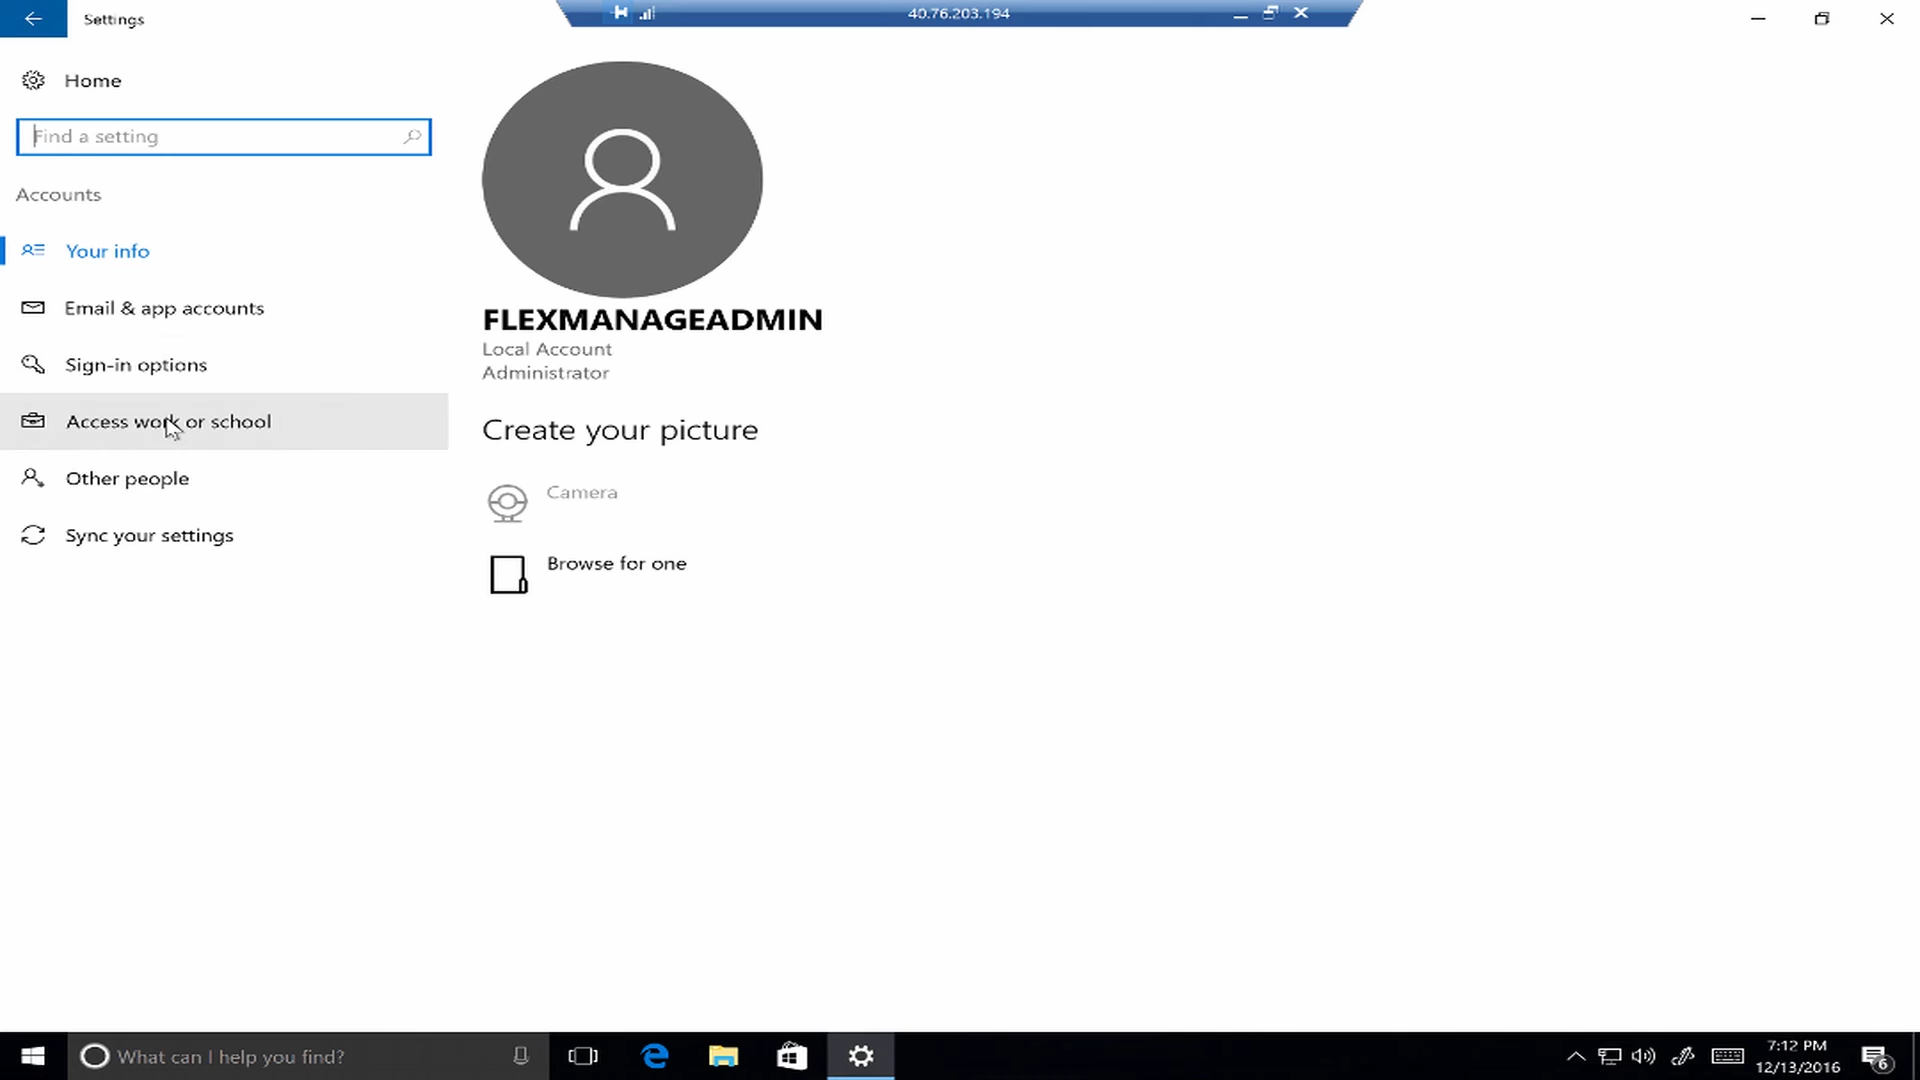 Settings
40.76.203.194
Home
Find a setting
Accounts
Your info
Email & app accounts
Sign-in options
Access work or school
Other people
Sync your settings
FLEXMANAGEADMIN
Local Account
Administrator
Create your picture
Camera
Browse for one
What can I help you find?
7:12 PM
12/13/2016
6